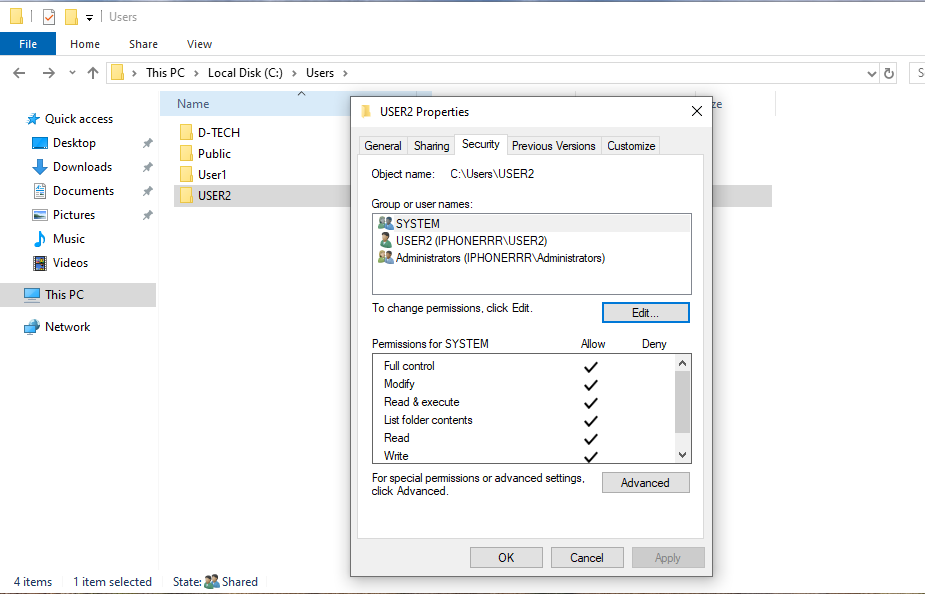 Users
File Home Share View
This PC Local Disk (C:) Users
Name
ze
Quick access
Desktop
Downloads
Documents
Pictures
Music
Videos
This PC
Network
D-TECH
Public
User1
USER2
USER2 Properties
General Sharing Security Previous Versions Customize
Object name: C:\Users\USER2
Group or user names:
SYSTEM
USER2 (IPHONERRR\USER2)
Administrators (IPHONERRR\Administrators)
To change permissions, click Edit.
Edit...
Permissions for SYSTEM Allow Deny
Full control
Modify
Read & execute
List folder contents
Read
Write
For special permissions or advanced settings,
click Advanced.
Advanced
OK Cancel Apply
4 items 1 item selected State: Shared